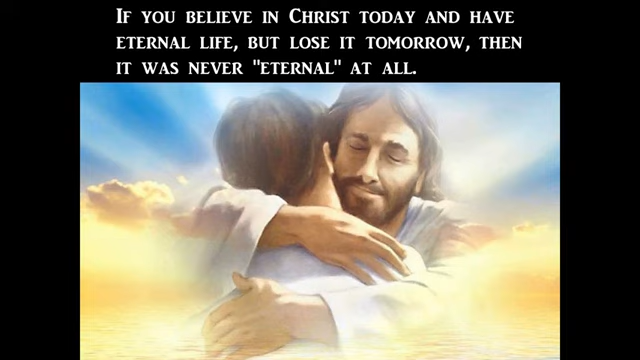 If you believe in Christ today and have
eternal life, but lose it tomorrow, then
it was never "eternal" at all.